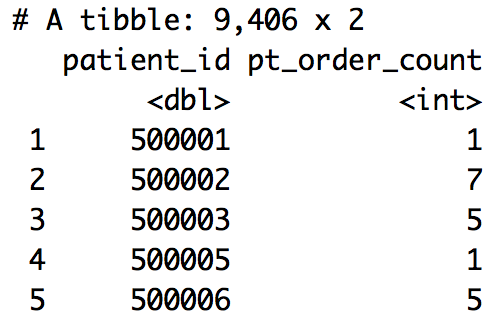 # A tibble: 9,406 x 2
patient_id pt_order_count
<dbl> <int>
1 500001 1
2 500002 7
3 500003 5
4 500005 1
5 500006 5